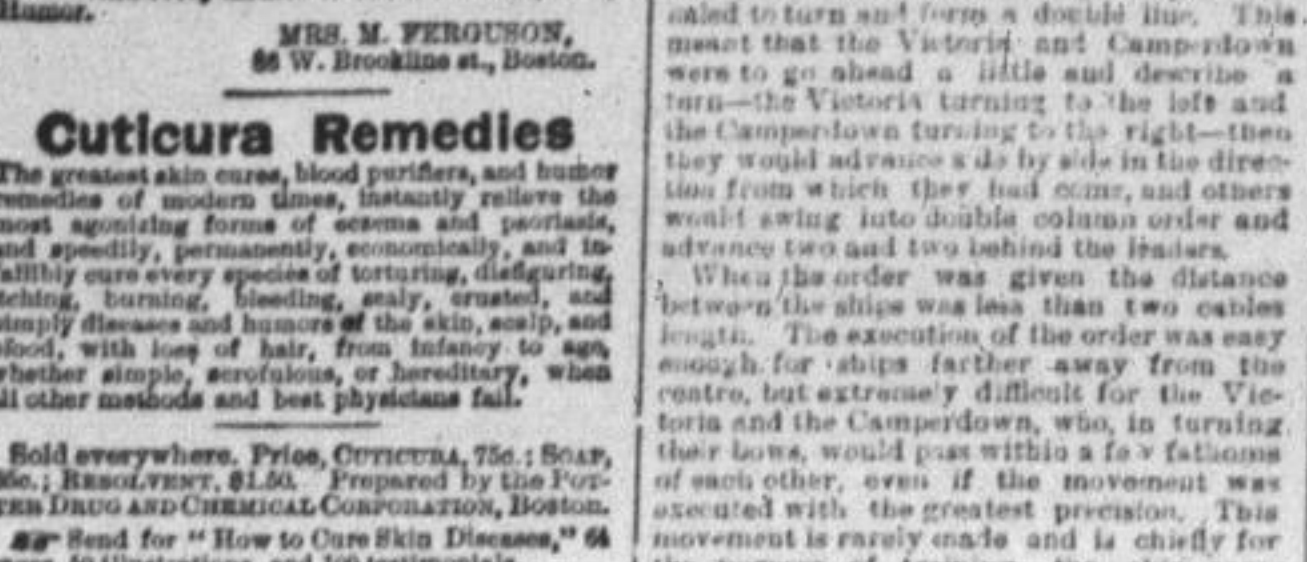 Humor.
MRS. M. FERGUSON,
86 W. Brookline st., Boston.
Cuticura Remedies
The greatest skin cures, blood purifiers, and humor
remedies of modern times, instantly relieve the
most agonizing forms of eczema and psoriasis,
and speedily, permanently, economically, and in-
fallibly cure every species of torturing, disfiguring,
itching, burning, bleeding, scaly, crusted, and
pimply diseases and humors of the skin, scalp, and
blood, with loss of hair, from infancy to age,
whether simple, scrofulous, or hereditary, when
all other methods and best physicians fail.
Sold everywhere. Price, CUTICURA, 75c.; SOAP,
35c.; RESOLVENT, $1.50. Prepared by the POT-
TER DRUG AND CHEMICAL CORPORATION, Boston.
Send for "How to Cure Skin Diseases," 64
to turn and form a double line. This
meant that the Victoria and Camperdown
were to go ahead a little and describe a
turn—the Victoria turning to the left and
the Camperdown turning to the right—then
they would advance side by side in the direc-
tion from which they had come, and others
would swing into double column order and
advance two and two behind the leaders.
When the order was given the distance
between the ships was less than two cables
length. The execution of the order was easy
enough for ships farther away from the
centre, but extremely difficult for the Vic-
toria and the Camperdown, who, in turning
their bows, would pass within a few fathoms
of each other, even if the movement was
executed with the greatest precision. This
movement is rarely made and is chiefly for